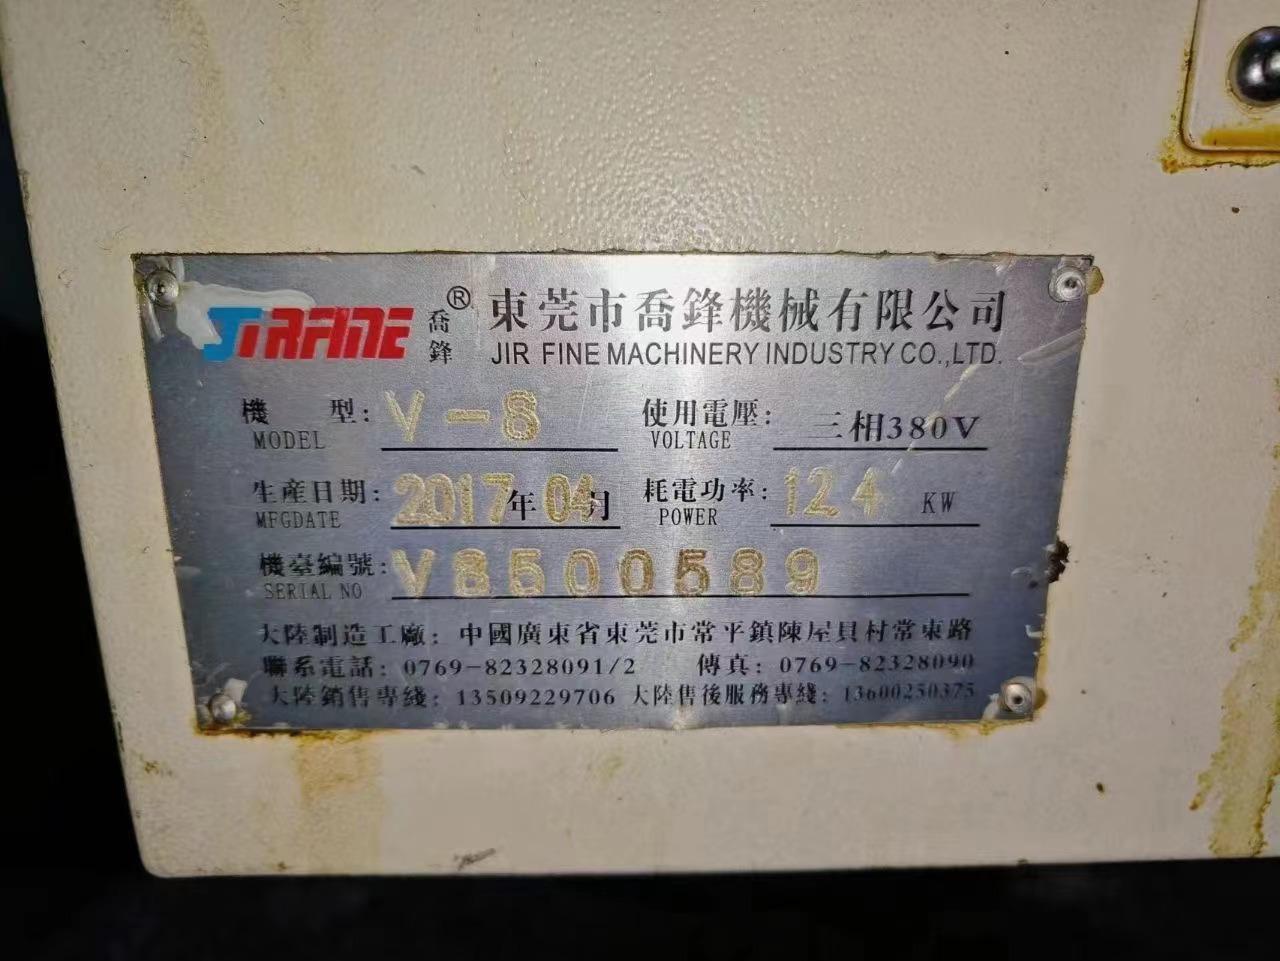 JIRFINE 喬鋒 ® 東莞市喬鋒機械有限公司
JIR FINE MACHINERY INDUSTRY CO.,LTD.
機 型: V-8 使用電壓: 三相380V
MODEL VOLTAGE
生産日期: 2017年04月 耗電功率: 12.4 KW
MFGDATE POWER
機臺編號: V8500589
SERIAL NO
大陸制造工廠: 中國廣東省東莞市常平鎮陳屋貝村常東路
聯系電話: 0769-82328091/2 傳真: 0769-82328090
大陸銷售專綫: 13509229706 大陸售後服務專綫: 13600250375